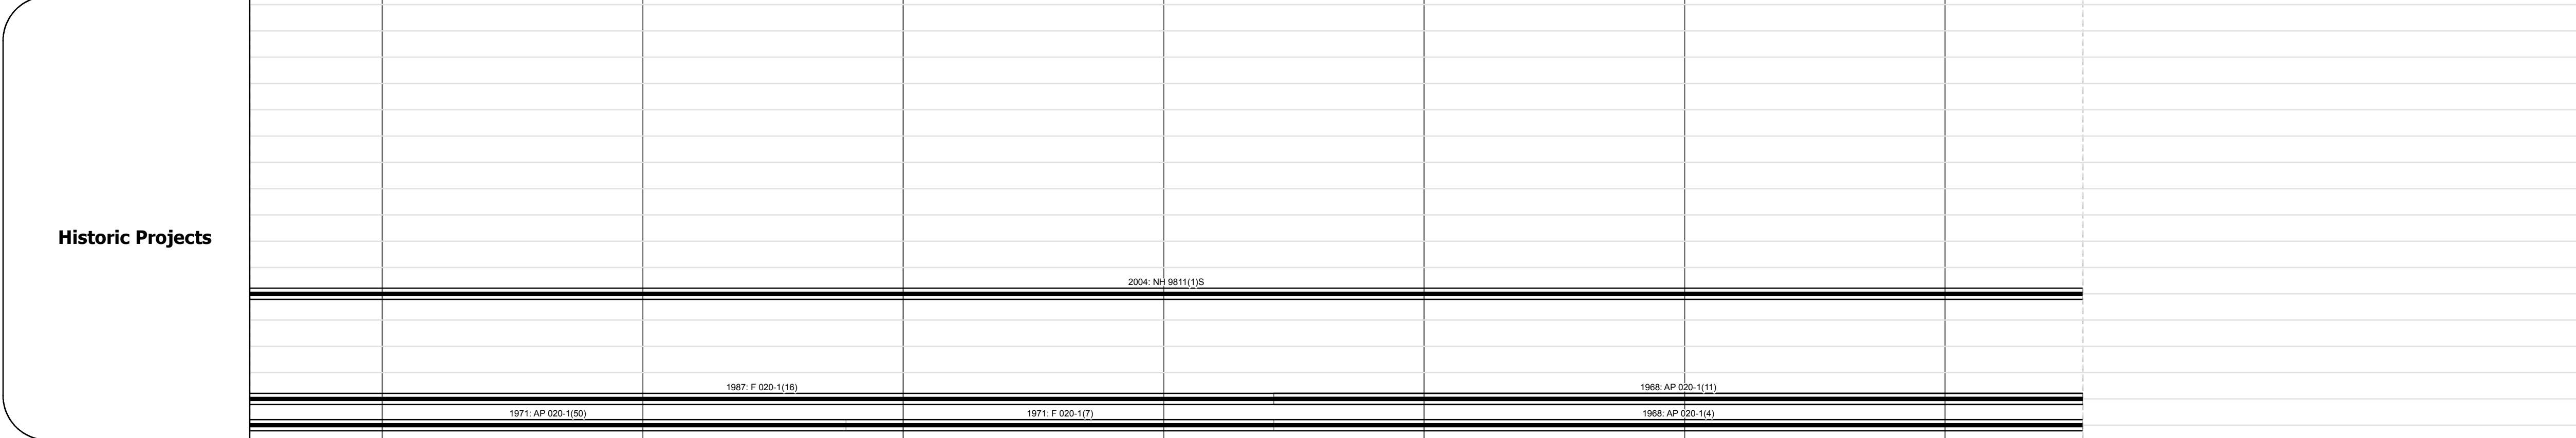 Historic Projects
2004: NH 9811(1)S
1987: F 020-1(16)
1968: AP 020-1(11)
1971: AP 020-1(50)
1971: F 020-1(7)
1968: AP 020-1(4)